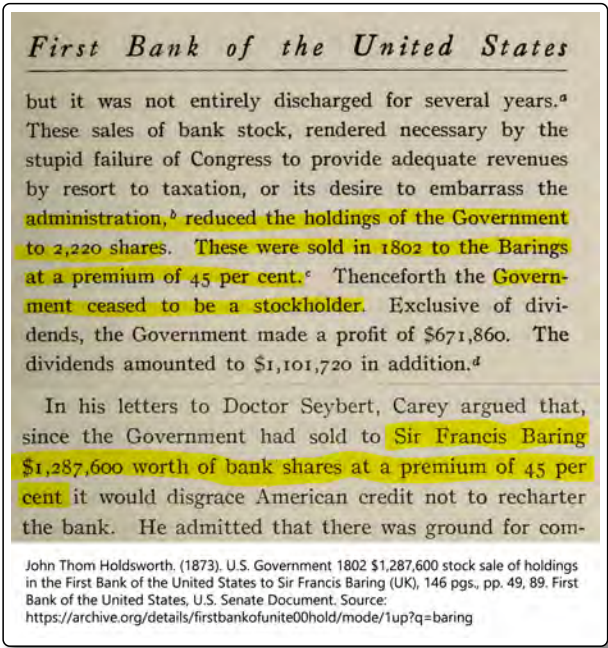 First Bank of the United States
but it was not entirely discharged for several years.ᵃ
These sales of bank stock, rendered necessary by the
stupid failure of Congress to provide adequate revenues
by resort to taxation, or its desire to embarrass the
administration,ᵇ reduced the holdings of the Government
to 2,220 shares. These were sold in 1802 to the Barings
at a premium of 45 per cent.ᶜ Thenceforth the Govern-
ment ceased to be a stockholder. Exclusive of divi-
dends, the Government made a profit of $671,860. The
dividends amounted to $1,101,720 in addition.ᵈ
In his letters to Doctor Seybert, Carey argued that,
since the Government had sold to Sir Francis Baring
$1,287,600 worth of bank shares at a premium of 45 per
cent it would disgrace American credit not to recharter
the bank. He admitted that there was ground for com-
John Thom Holdsworth. (1873). U.S. Government 1802 $1,287,600 stock sale of holdings
in the First Bank of the United States to Sir Francis Baring (UK), 146 pgs., pp. 49, 89. First
Bank of the United States, U.S. Senate Document. Source:
https://archive.org/details/firstbankofunite00hold/mode/1up?q=baring